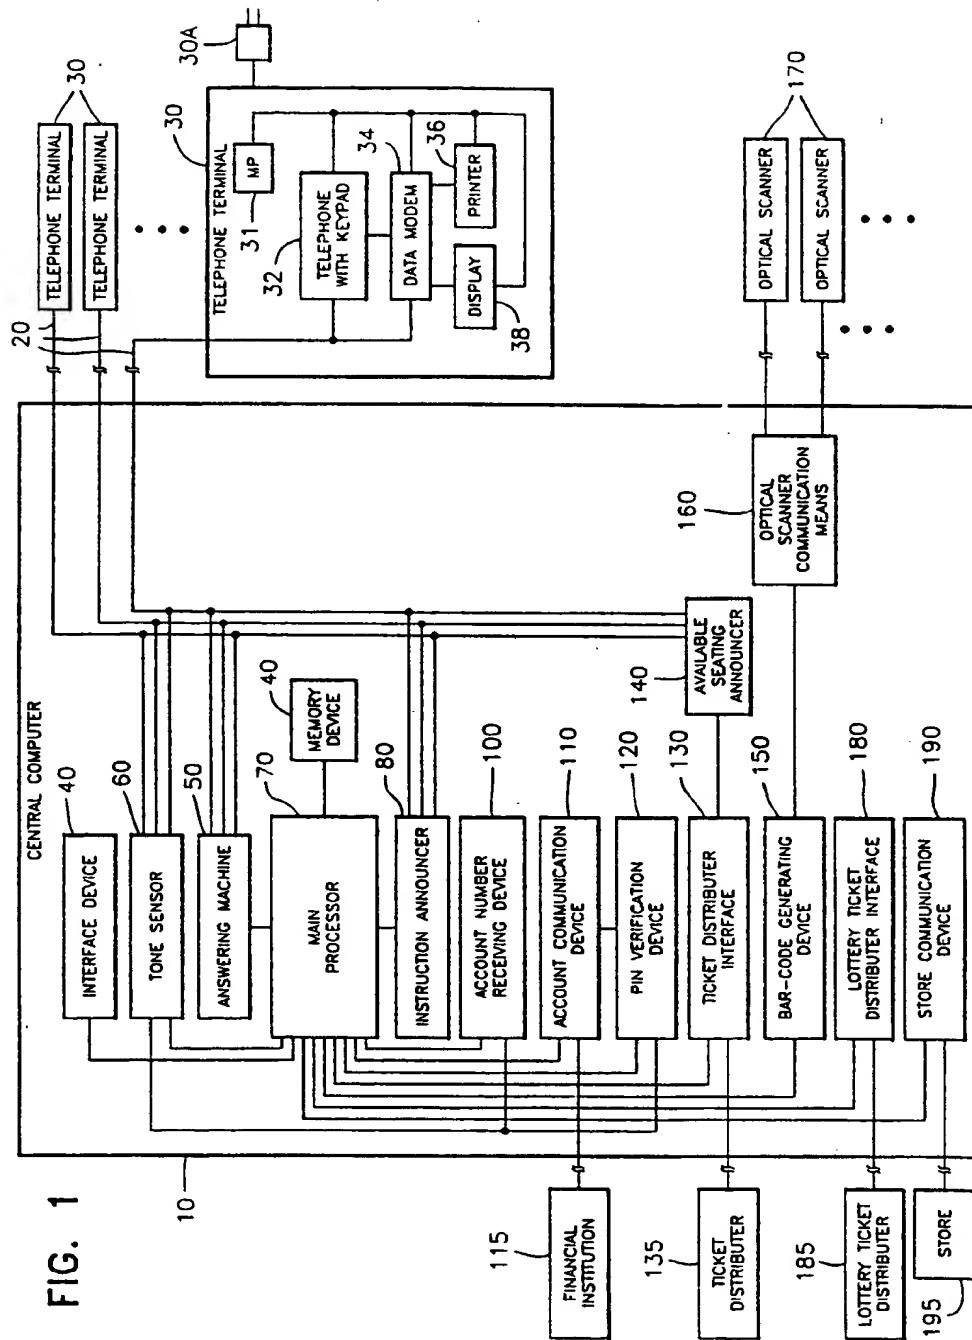 FIG. 1
10
CENTRAL COMPUTER
40
INTERFACE DEVICE
60
TONE SENSOR
50
ANSWERING MACHINE
70
MAIN
PROCESSOR
40
MEMORY
DEVICE
80
INSTRUCTION ANNOUNCER
100
ACCOUNT NUMBER
RECEIVING DEVICE
110
ACCOUNT COMMUNICATION
DEVICE
120
PIN VERIFICATION
DEVICE
130
TICKET DISTRIBUTER
INTERFACE
140
AVAILABLE
SEATING
ANNOUNCER
150
BAR-CODE GENERATING
DEVICE
160
OPTICAL
SCANNER
COMMUNICATION
MEANS
180
LOTTERY TICKET
DISTRIBUTER INTERFACE
190
STORE COMMUNICATION
DEVICE
115
FINANCIAL
INSTITUTION
135
TICKET
DISTRIBUTER
185
LOTTERY TICKET
DISTRIBUTER
195
STORE
20
TELEPHONE TERMINAL
TELEPHONE TERMINAL
30
30
30A
TELEPHONE TERMINAL
31
MP
32
TELEPHONE
WITH KEYPAD
34
DATA MODEM
36
PRINTER
38
DISPLAY
170
OPTICAL SCANNER
OPTICAL SCANNER